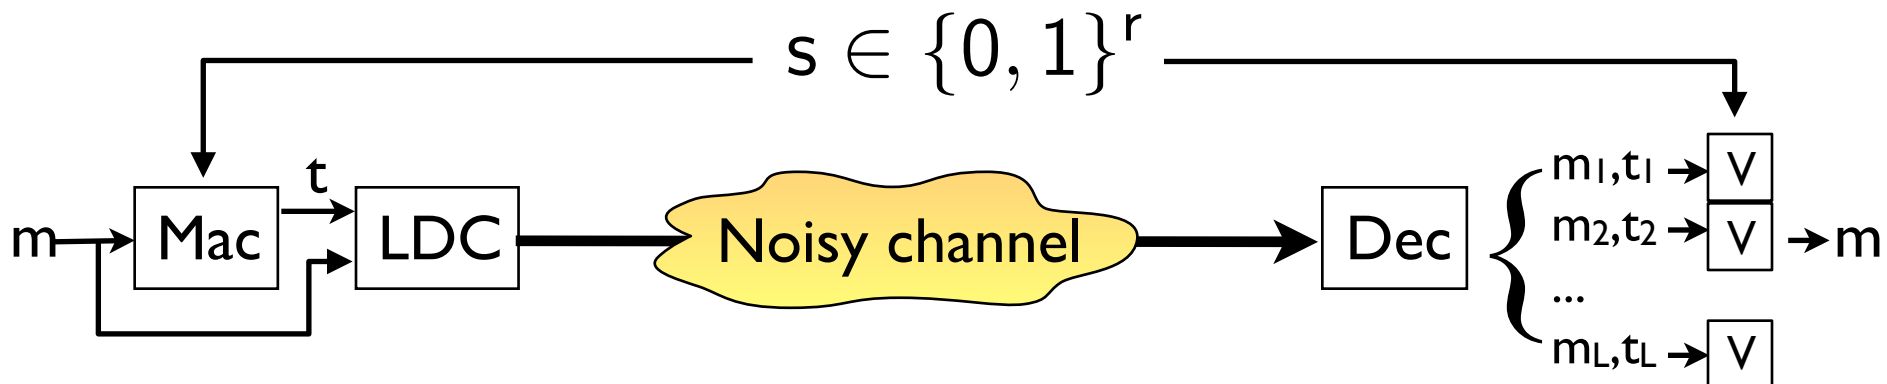 s ∈ {0, 1}^r
m Mac t LDC Noisy channel Dec
m1,t1 V
m2,t2 V m
...
mL,tL V